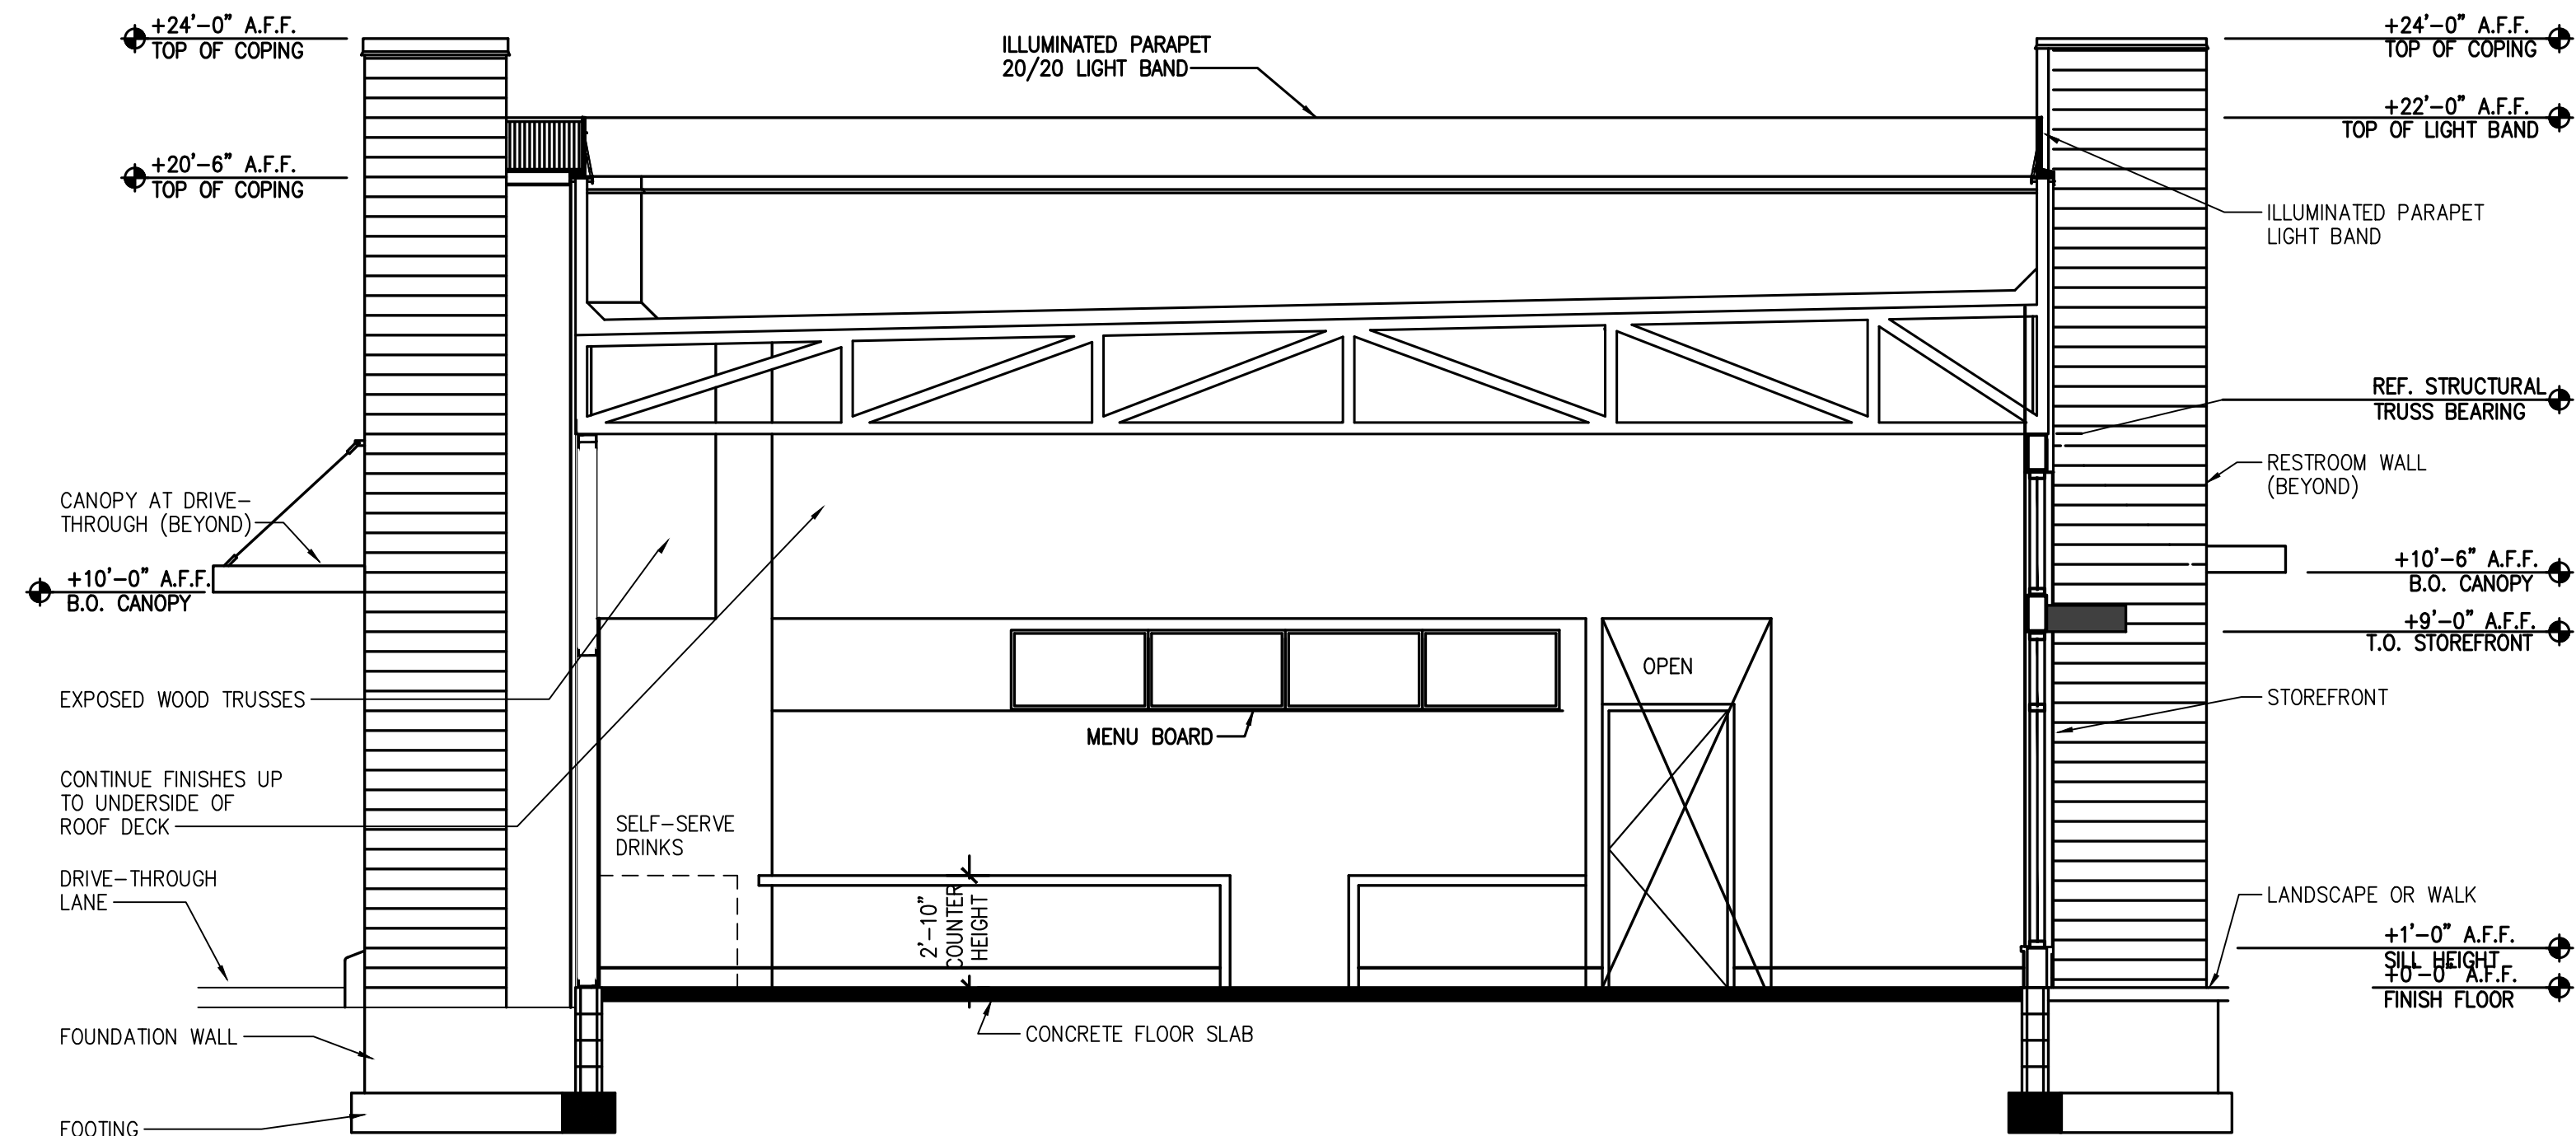 +24'-0" A.F.F.
TOP OF COPING
+20'-6" A.F.F.
TOP OF COPING
ILLUMINATED PARAPET
20/20 LIGHT BAND
+24'-0" A.F.F.
TOP OF COPING
+22'-0" A.F.F.
TOP OF LIGHT BAND
ILLUMINATED PARAPET
LIGHT BAND
REF. STRUCTURAL
TRUSS BEARING
RESTROOM WALL
(BEYOND)
CANOPY AT DRIVE-
THROUGH (BEYOND)
+10'-0" A.F.F.
B.O. CANOPY
+10'-6" A.F.F.
B.O. CANOPY
+9'-0" A.F.F.
T.O. STOREFRONT
EXPOSED WOOD TRUSSES
OPEN
MENU BOARD
STOREFRONT
CONTINUE FINISHES UP
TO UNDERSIDE OF
ROOF DECK
SELF-SERVE
DRINKS
2'-10"
COUNTER
HEIGHT
DRIVE-THROUGH
LANE
LANDSCAPE OR WALK
+1'-0" A.F.F.
SILL HEIGHT
+0'-0" A.F.F.
FINISH FLOOR
FOUNDATION WALL
CONCRETE FLOOR SLAB
FOOTING